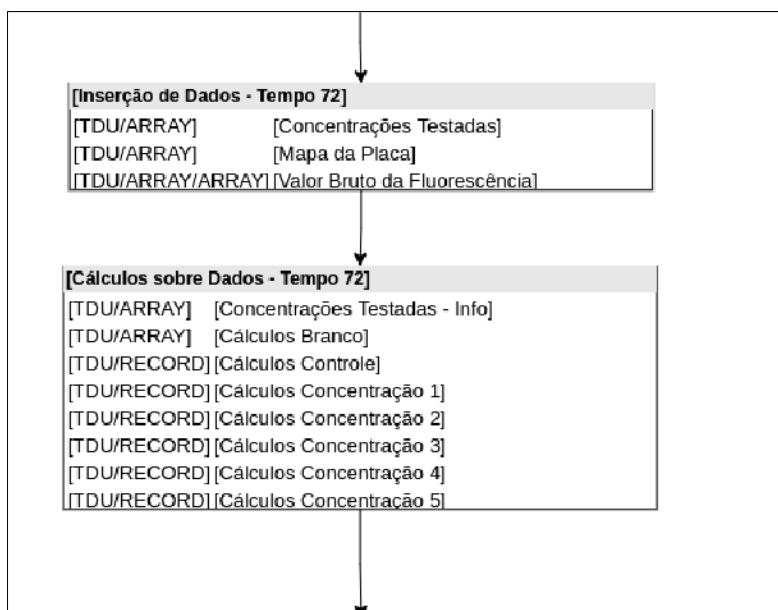 [Inserção de Dados - Tempo 72]
[TDU/ARRAY] [Concentrações Testadas]
[TDU/ARRAY] [Mapa da Placa]
[TDU/ARRAY/ARRAY] [Valor Bruto da Fluorescência]
[Cálculos sobre Dados - Tempo 72]
[TDU/ARRAY] [Concentrações Testadas - Info]
[TDU/ARRAY] [Cálculos Branco]
[TDU/RECORD] [Cálculos Controle]
[TDU/RECORD] [Cálculos Concentração 1]
[TDU/RECORD] [Cálculos Concentração 2]
[TDU/RECORD] [Cálculos Concentração 3]
[TDU/RECORD] [Cálculos Concentração 4]
[TDU/RECORD] [Cálculos Concentração 5]